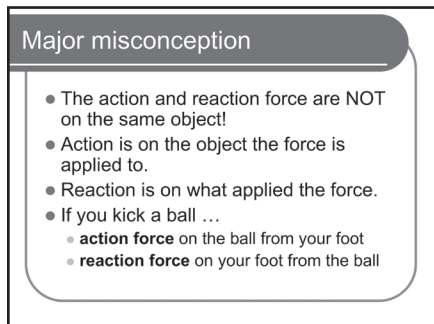 Major misconception
The action and reaction force are NOT
on the same object!
Action is on the object the force is
applied to.
Reaction is on what applied the force.
If you kick a ball …
action force on the ball from your foot
reaction force on your foot from the ball